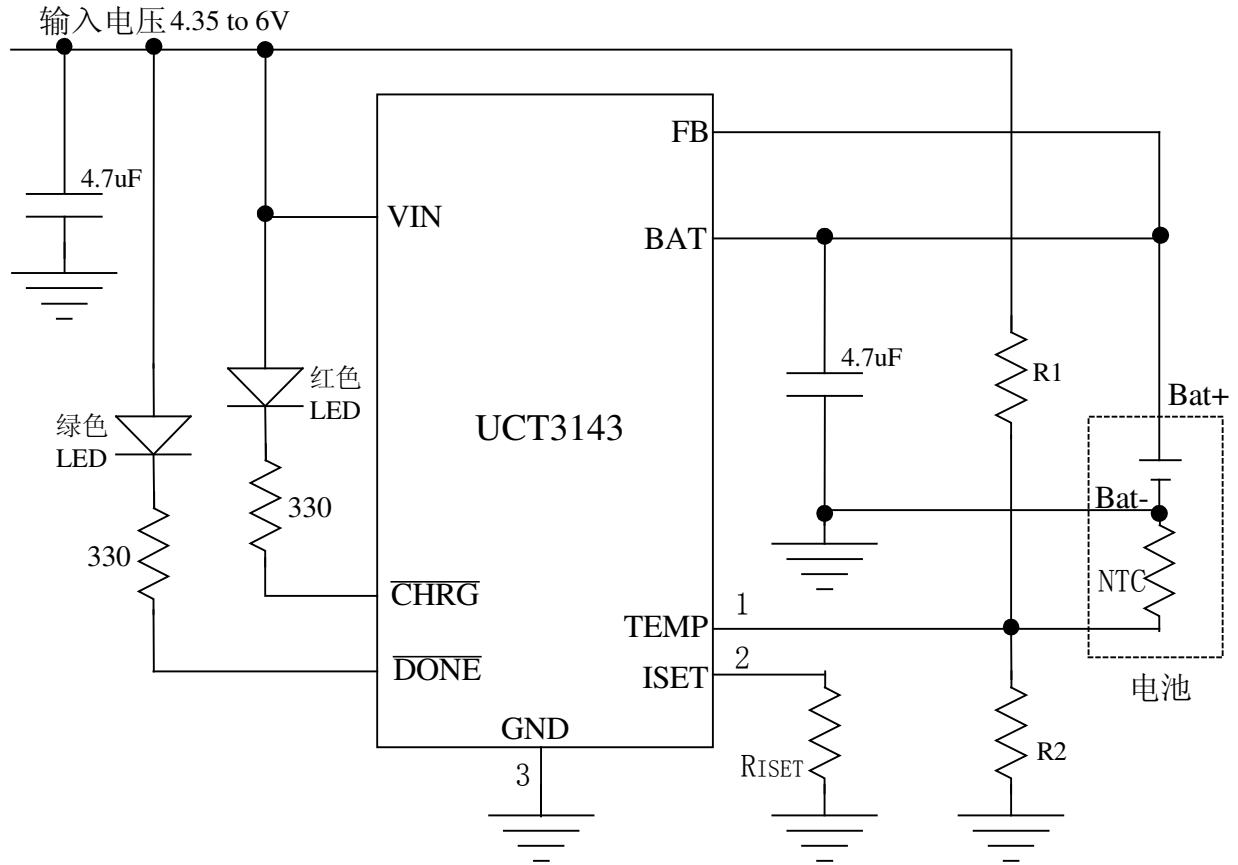 输入电压 4.35 to 6V
FB
4.7uF
VIN
BAT
4.7uF
R1
红色
LED
Bat+
绿色
LED
UCT3143
Bat-
330
330
NTC
CHRG
1
TEMP
DONE
2
ISET
电池
GND
RISET
R2
3